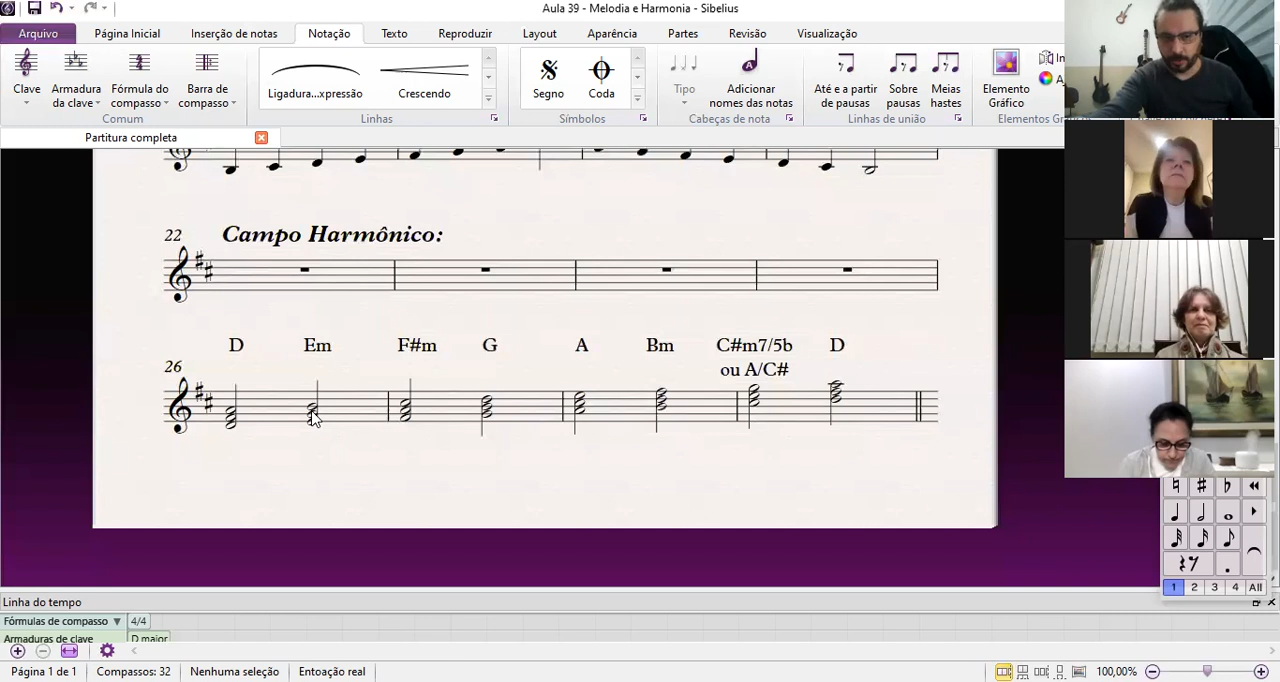 Aula 39 - Melodia e Harmonia - Sibelius
Arquivo Página Inicial Inserção de notas Notação Texto Reproduzir Layout Aparência Partes Revisão Visualização
Clave Armadura da clave Fórmula do compasso Barra de compasso
Ligadura...xpressão Crescendo
Segno Coda
Tipo Adicionar nomes das notas
Até e a partir de pausas Sobre pausas Meias hastes
Elemento Gráfico
Comum Linhas Símbolos Cabeças de nota Linhas de união
Partitura completa
22 Campo Harmônico:
D Em F#m G A Bm C#m7/5b D
ou A/C#
26
1 2 3 4 All
Linha do tempo
Fórmulas de compasso 4/4
Armaduras de clave D maior
Página 1 de 1 Compassos: 32 Nenhuma seleção Entoação real 100,00%